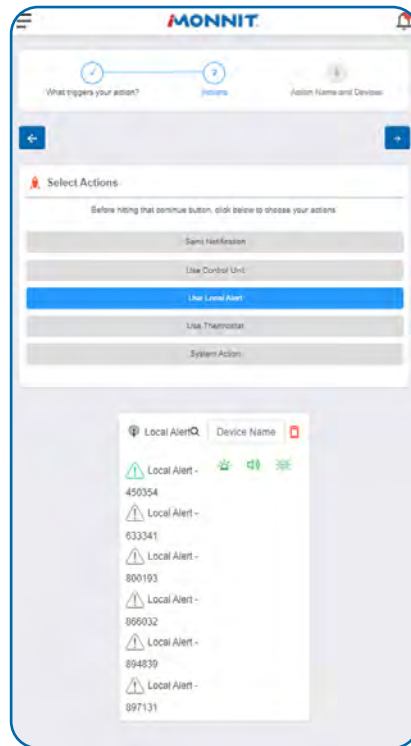 MONNIT
What triggers your action?
Actions
Action Name and Devices
Select Actions
Before hitting that continue button, click below to choose your actions
Send Notification
Use Control Unit
Use Local Alert
Use Thermostat
System Action
Local Alert
Device Name
Local Alert -
450354
Local Alert -
633341
Local Alert -
800193
Local Alert -
866032
Local Alert -
894839
Local Alert -
897131